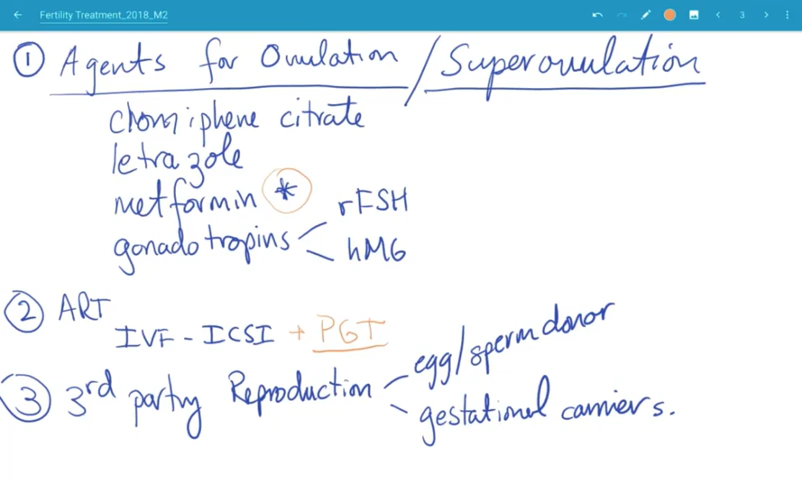 Fertility Treatment_2018_M2
3
① Agents for Ovulation / Superovulation
clomiphene citrate
letrazole
metformin *
rFSH
gonadotropins
hMG
② ART
IVF - ICSI + PGT
egg/sperm donor
③ 3rd party Reproduction
gestational carriers.